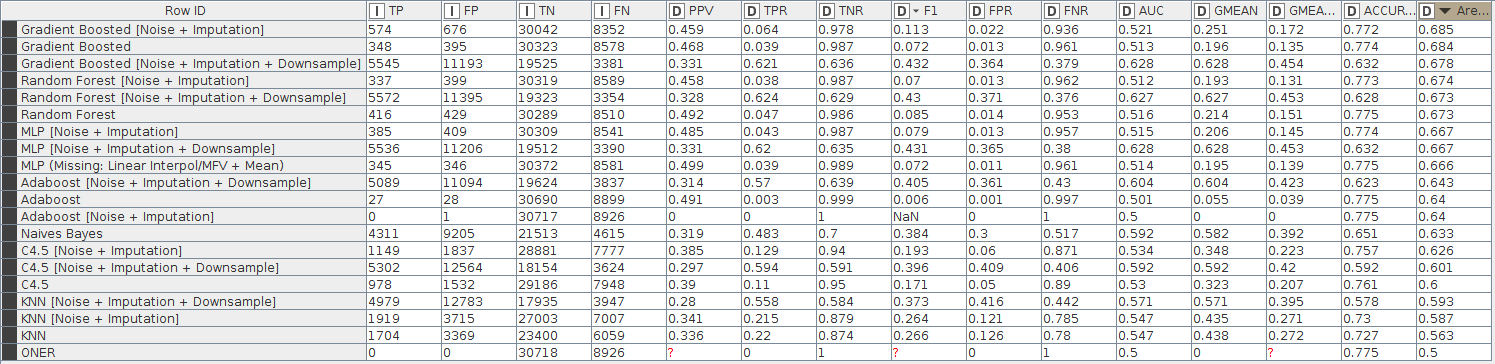 Row ID I TP I FP I TN I FN D PPV D TPR D TNR D F1 D FPR D FNR D AUC D GMEAN D GMEA... D ACCUR... D Are...
Gradient Boosted [Noise + Imputation] 574 676 30042 8352 0.459 0.064 0.978 0.113 0.022 0.936 0.521 0.251 0.172 0.772 0.685
Gradient Boosted 348 395 30323 8578 0.468 0.039 0.987 0.072 0.013 0.961 0.513 0.196 0.135 0.774 0.684
Gradient Boosted [Noise + Imputation + Downsample] 5545 11193 19525 3381 0.331 0.621 0.636 0.432 0.364 0.379 0.628 0.628 0.454 0.632 0.678
Random Forest [Noise + Imputation] 337 399 30319 8589 0.458 0.038 0.987 0.07 0.013 0.962 0.512 0.193 0.131 0.773 0.674
Random Forest [Noise + Imputation + Downsample] 5572 11395 19323 3354 0.328 0.624 0.629 0.43 0.371 0.376 0.627 0.627 0.453 0.628 0.673
Random Forest 416 429 30289 8510 0.492 0.047 0.986 0.085 0.014 0.953 0.516 0.214 0.151 0.775 0.673
MLP [Noise + Imputation] 385 409 30309 8541 0.485 0.043 0.987 0.079 0.013 0.957 0.515 0.206 0.145 0.774 0.667
MLP [Noise + Imputation + Downsample] 5536 11206 19512 3390 0.331 0.62 0.635 0.431 0.365 0.38 0.628 0.628 0.453 0.632 0.667
MLP (Missing: Linear Interpol/MFV + Mean) 345 346 30372 8581 0.499 0.039 0.989 0.072 0.011 0.961 0.514 0.195 0.139 0.775 0.666
Adaboost [Noise + Imputation + Downsample] 5089 11094 19624 3837 0.314 0.57 0.639 0.405 0.361 0.43 0.604 0.604 0.423 0.623 0.643
Adaboost 27 28 30690 8899 0.491 0.003 0.999 0.006 0.001 0.997 0.501 0.055 0.039 0.775 0.64
Adaboost [Noise + Imputation] 0 1 30717 8926 0 0 1 NaN 0 1 0.5 0 0 0.775 0.64
Naives Bayes 4311 9205 21513 4615 0.319 0.483 0.7 0.384 0.3 0.517 0.592 0.582 0.392 0.651 0.633
C4.5 [Noise + Imputation] 1149 1837 28881 7777 0.385 0.129 0.94 0.193 0.06 0.871 0.534 0.348 0.223 0.757 0.626
C4.5 [Noise + Imputation + Downsample] 5302 12564 18154 3624 0.297 0.594 0.591 0.396 0.409 0.406 0.592 0.592 0.42 0.592 0.601
C4.5 978 1532 29186 7948 0.39 0.11 0.95 0.171 0.05 0.89 0.53 0.323 0.207 0.761 0.6
KNN [Noise + Imputation + Downsample] 4979 12783 17935 3947 0.28 0.558 0.584 0.373 0.416 0.442 0.571 0.571 0.395 0.578 0.593
KNN [Noise + Imputation] 1919 3715 27003 7007 0.341 0.215 0.879 0.264 0.121 0.785 0.547 0.435 0.271 0.73 0.587
KNN 1704 3369 23400 6059 0.336 0.22 0.874 0.266 0.126 0.78 0.547 0.438 0.272 0.727 0.563
ONER 0 0 30718 8926 ? 0 1 ? 0 1 0.5 0 ? 0.775 0.5